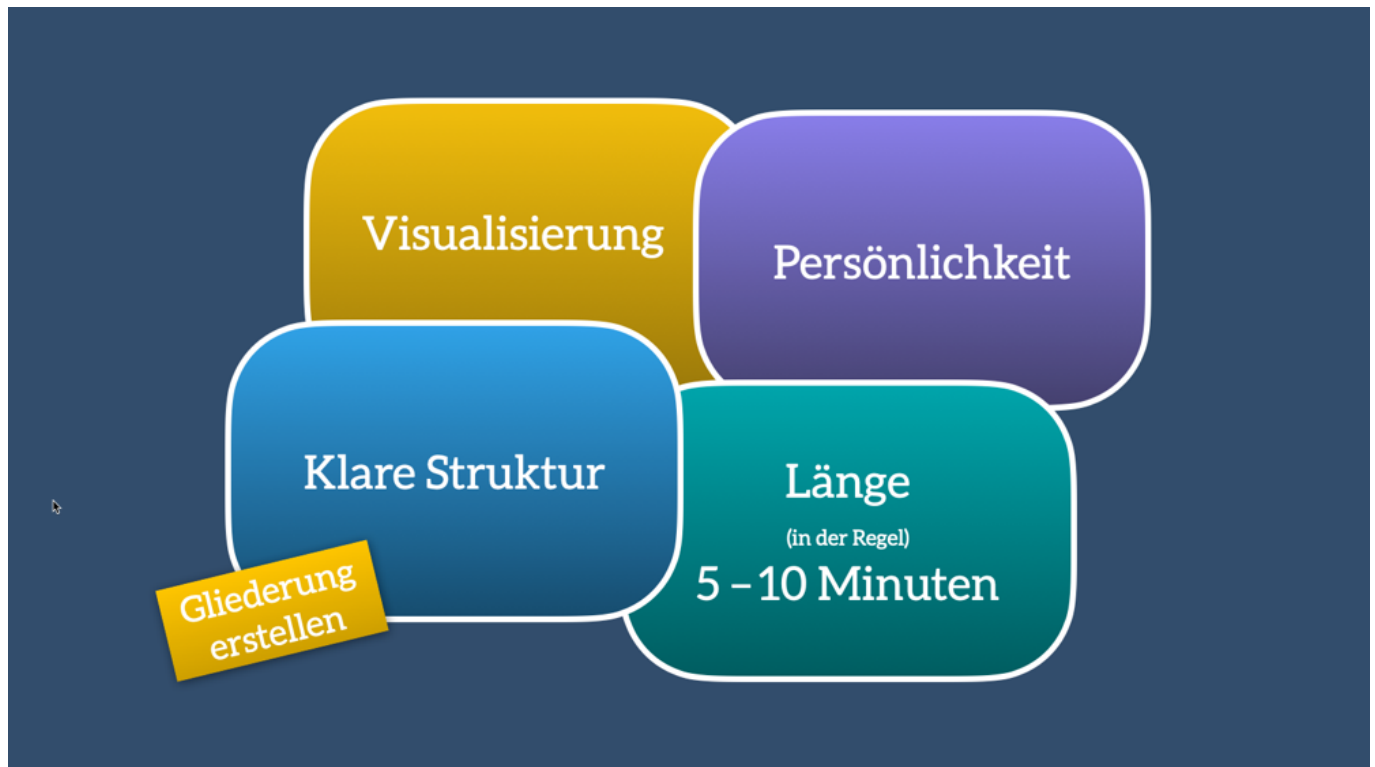 Visualisierung
Persönlichkeit
Klare Struktur
Länge
(in der Regel)
5 – 10 Minuten
Gliederung
erstellen